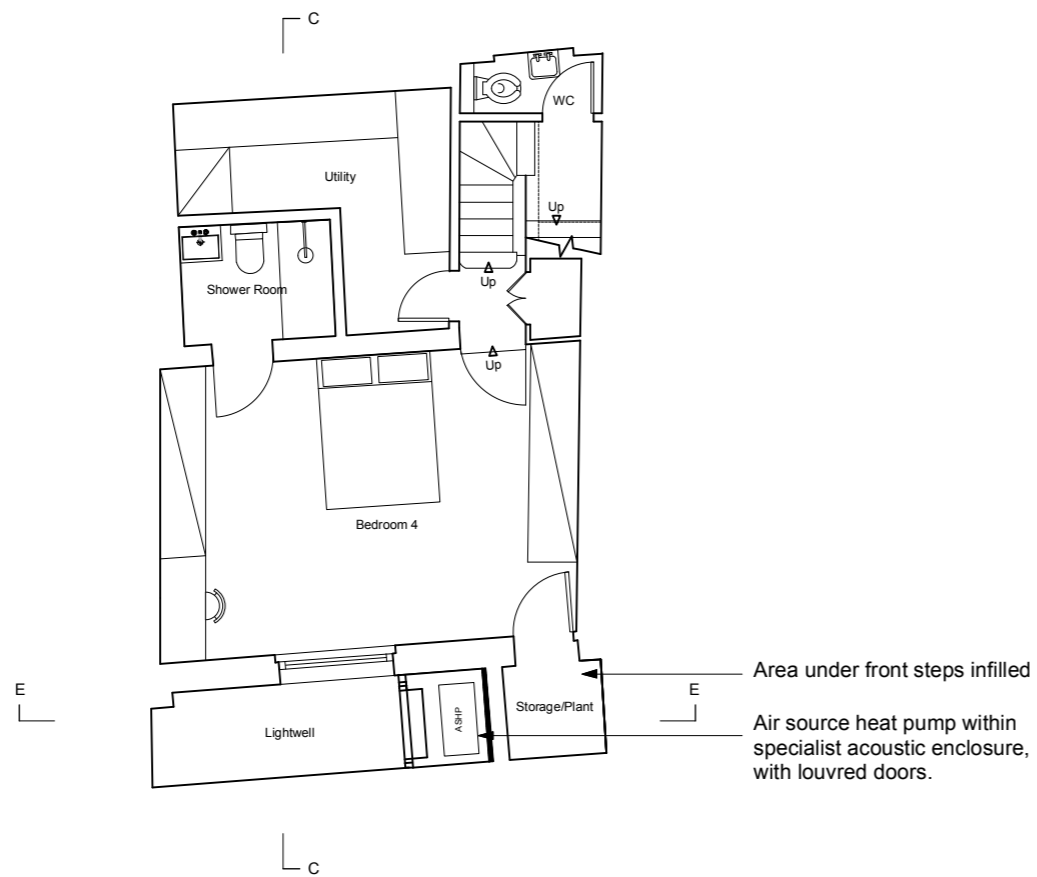 C
WC
Utility
Up
Up
Shower Room
Up
Bedroom 4
Area under front steps infilled
E
E
Storage/Plant
ASHP
Lightwell
Air source heat pump within
specialist acoustic enclosure,
with louvred doors.
C